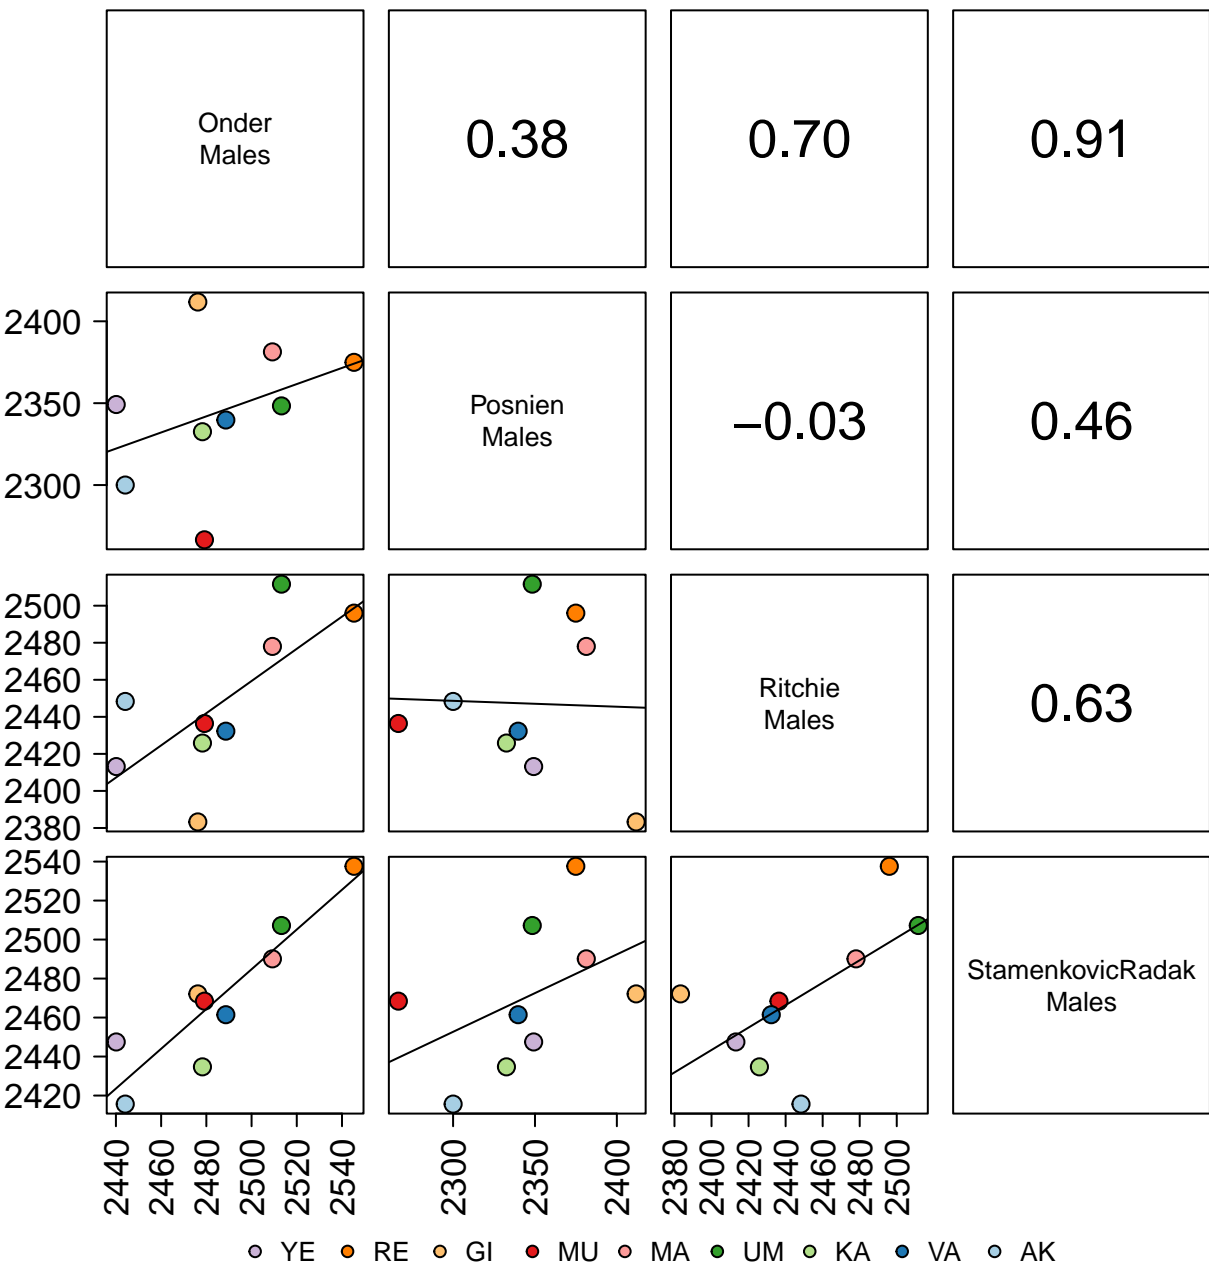 Onder
Males
0.38
0.70
0.91
2400
2350
2300
Posnien
Males
−0.03
0.46
2500
2480
2460
2440
2420
2400
2380
Ritchie
Males
0.63
2540
2520
2500
2480
2460
2440
2420
StamenkovicRadak
Males
2440 2460 2480 2500 2520 2540
2300 2350 2400
2380 2400 2420 2440 2460 2480 2500
YE RE GI MU MA UM KA VA AK